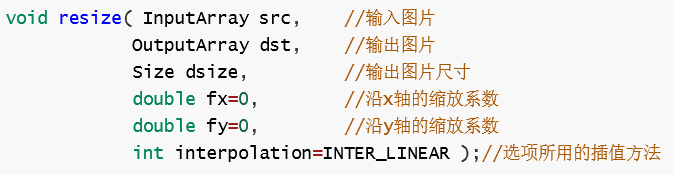 void resize( InputArray src,    //输入图片
OutputArray dst,    //输出图片
Size dsize,         //输出图片尺寸
double fx=0,        //沿x轴的缩放系数
double fy=0,        //沿y轴的缩放系数
int interpolation=INTER_LINEAR );//选项所用的插值方法